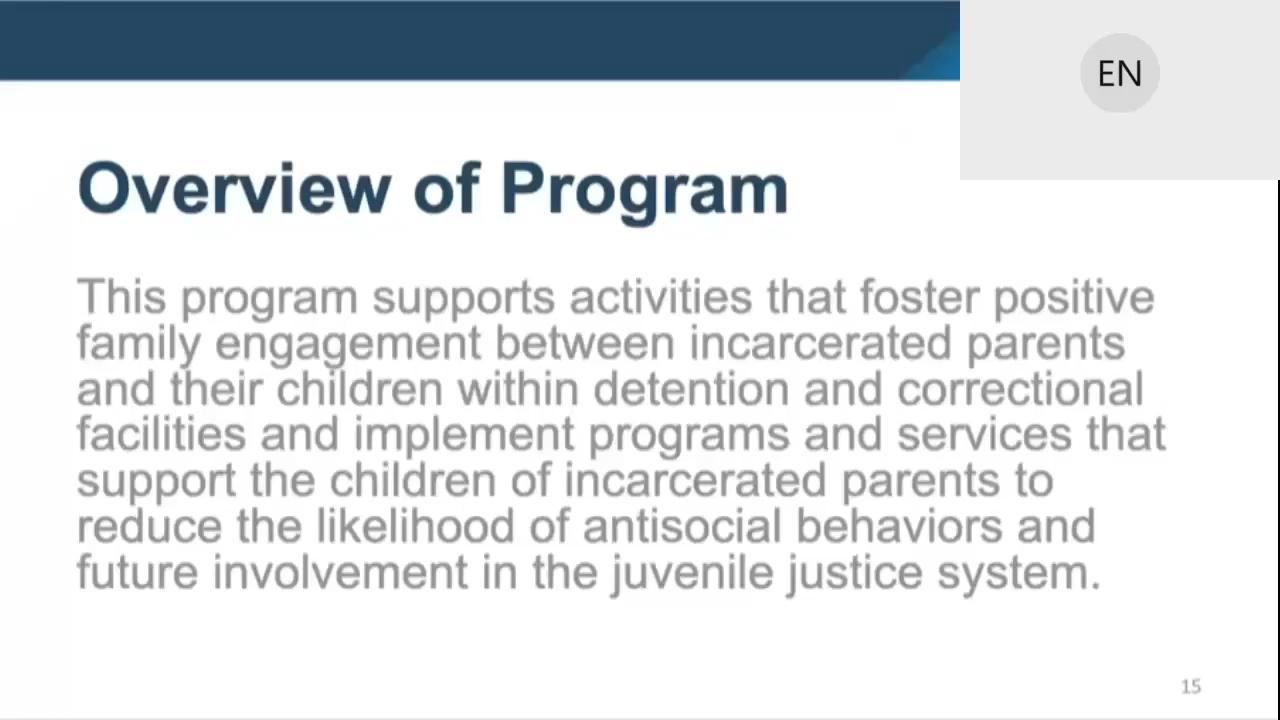 EN
Overview of Program
This program supports activities that foster positive
family engagement between incarcerated parents
and their children within detention and correctional
facilities and implement programs and services that
support the children of incarcerated parents to
reduce the likelihood of antisocial behaviors and
future involvement in the juvenile justice system.
15